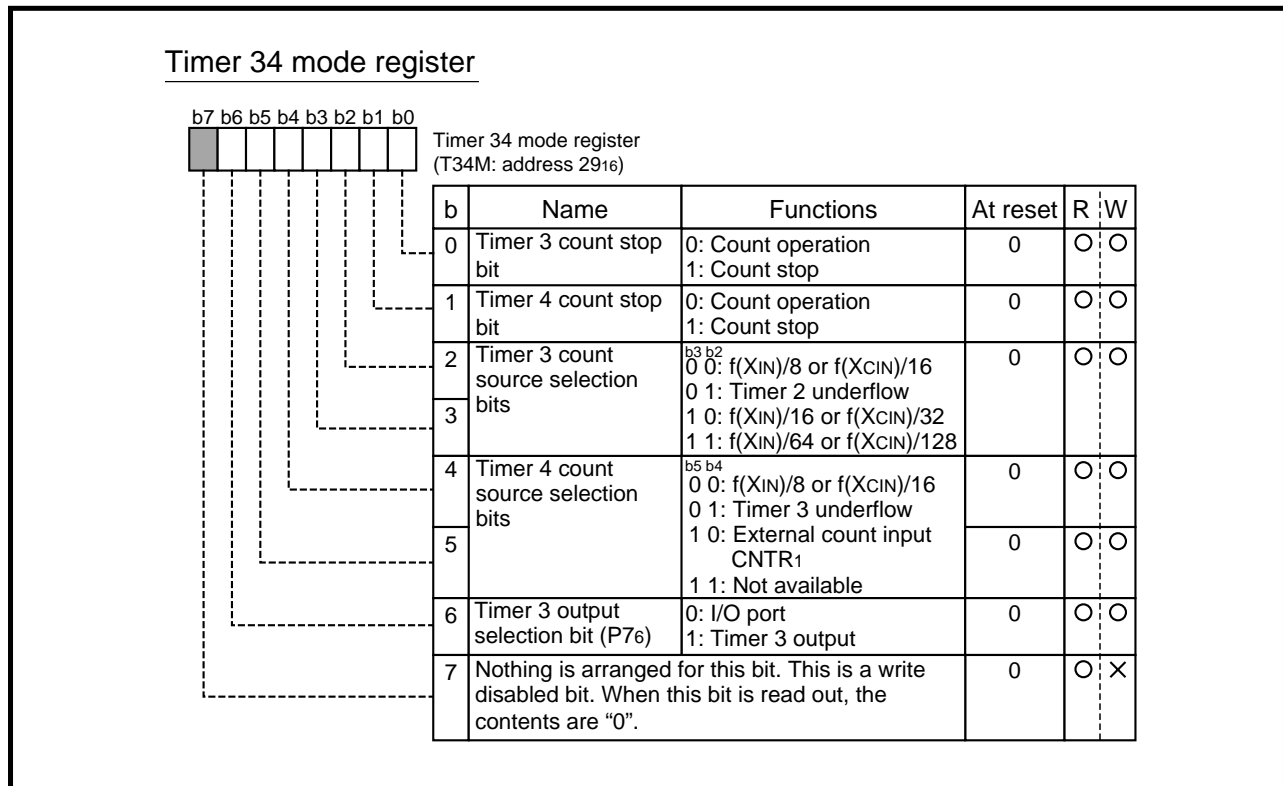 Timer 34 mode register
b7 b6 b5 b4 b3 b2 b1 b0
Timer 34 mode register
(T34M: address 2916)
b Name Functions At reset R W
0 Timer 3 count stop bit 0: Count operation 0 O O
1: Count stop
1 Timer 4 count stop bit 0: Count operation 0 O O
1: Count stop
2 Timer 3 count source selection bits b3 b2 0 O O
0 0: f(XIN)/8 or f(XCIN)/16
0 1: Timer 2 underflow
3 1 0: f(XIN)/16 or f(XCIN)/32
1 1: f(XIN)/64 or f(XCIN)/128
4 Timer 4 count source selection bits b5 b4 0 O O
0 0: f(XIN)/8 or f(XCIN)/16
0 1: Timer 3 underflow
5 1 0: External count input 0 O O
CNTR1
1 1: Not available
6 Timer 3 output selection bit (P76) 0: I/O port 0 O O
1: Timer 3 output
7 Nothing is arranged for this bit. This is a write 0 O ×
disabled bit. When this bit is read out, the
contents are “0”.